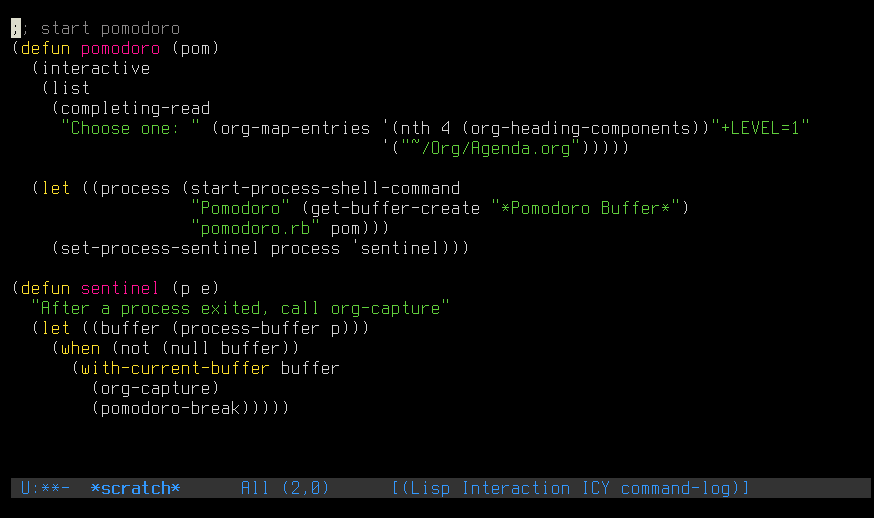 ;; start pomodoro
(defun pomodoro (pom)
  (interactive
   (list
    (completing-read
     "Choose one: " (org-map-entries '(nth 4 (org-heading-components))"+LEVEL=1"
                                     '("~/Org/Agenda.org")))))

  (let ((process (start-process-shell-command
                  "Pomodoro" (get-buffer-create "*Pomodoro Buffer*")
                  "pomodoro.rb" pom)))
    (set-process-sentinel process 'sentinel)))

(defun sentinel (p e)
  "After a process exited, call org-capture"
  (let ((buffer (process-buffer p)))
    (when (not (null buffer))
      (with-current-buffer buffer
        (org-capture)
        (pomodoro-break)))))

 U:**-  *scratch*      All (2,0)      [(Lisp Interaction ICY command-log)]